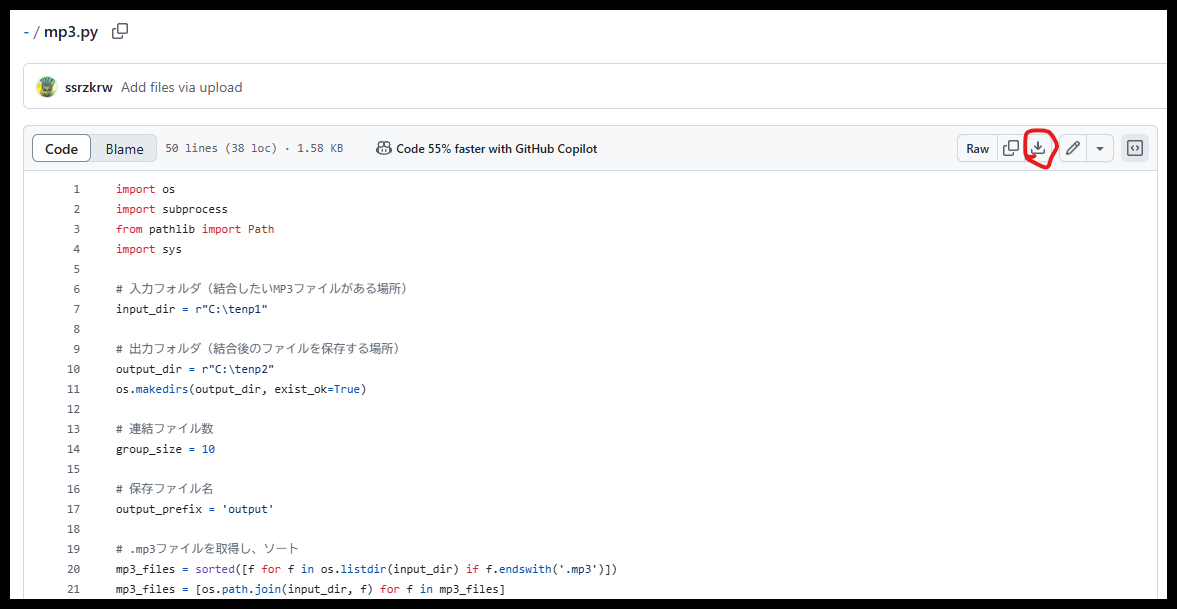 - / mp3.py
ssrzkrw Add files via upload
Code Blame 50 lines (38 loc) · 1.58 KB Code 55% faster with GitHub Copilot Raw
1 import os
2 import subprocess
3 from pathlib import Path
4 import sys
5
6 # 入力フォルダ（結合したいMP3ファイルがある場所）
7 input_dir = r"C:\tenp1"
8
9 # 出力フォルダ（結合後のファイルを保存する場所）
10 output_dir = r"C:\tenp2"
11 os.makedirs(output_dir, exist_ok=True)
12
13 # 連結ファイル数
14 group_size = 10
15
16 # 保存ファイル名
17 output_prefix = 'output'
18
19 # .mp3ファイルを取得し、ソート
20 mp3_files = sorted([f for f in os.listdir(input_dir) if f.endswith('.mp3')])
21 mp3_files = [os.path.join(input_dir, f) for f in mp3_files]